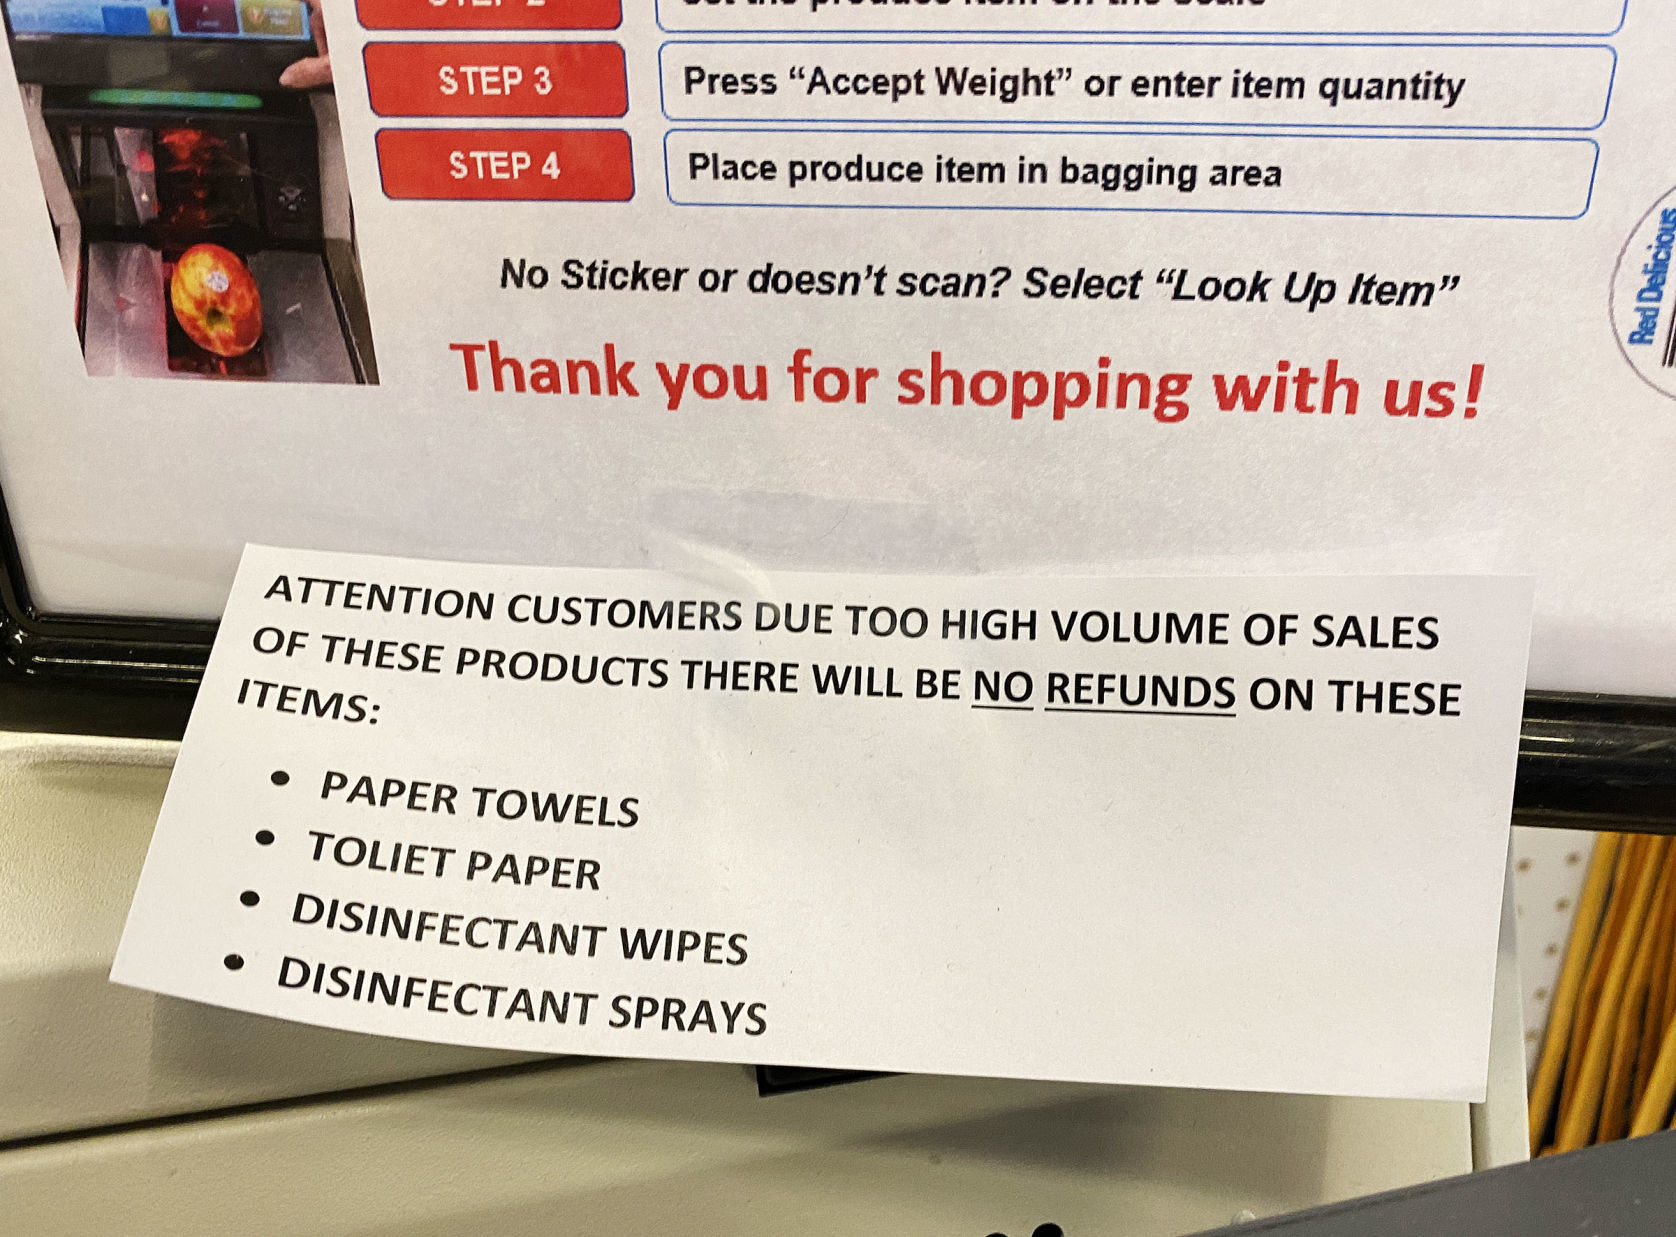 STEP 3
Press “Accept Weight” or enter item quantity
STEP 4
Place produce item in bagging area
No Sticker or doesn’t scan? Select “Look Up Item”
Thank you for shopping with us!
Red Delicious
ATTENTION CUSTOMERS DUE TOO HIGH VOLUME OF SALES
OF THESE PRODUCTS THERE WILL BE NO REFUNDS ON THESE
ITEMS:
• PAPER TOWELS
• TOLIET PAPER
• DISINFECTANT WIPES
• DISINFECTANT SPRAYS